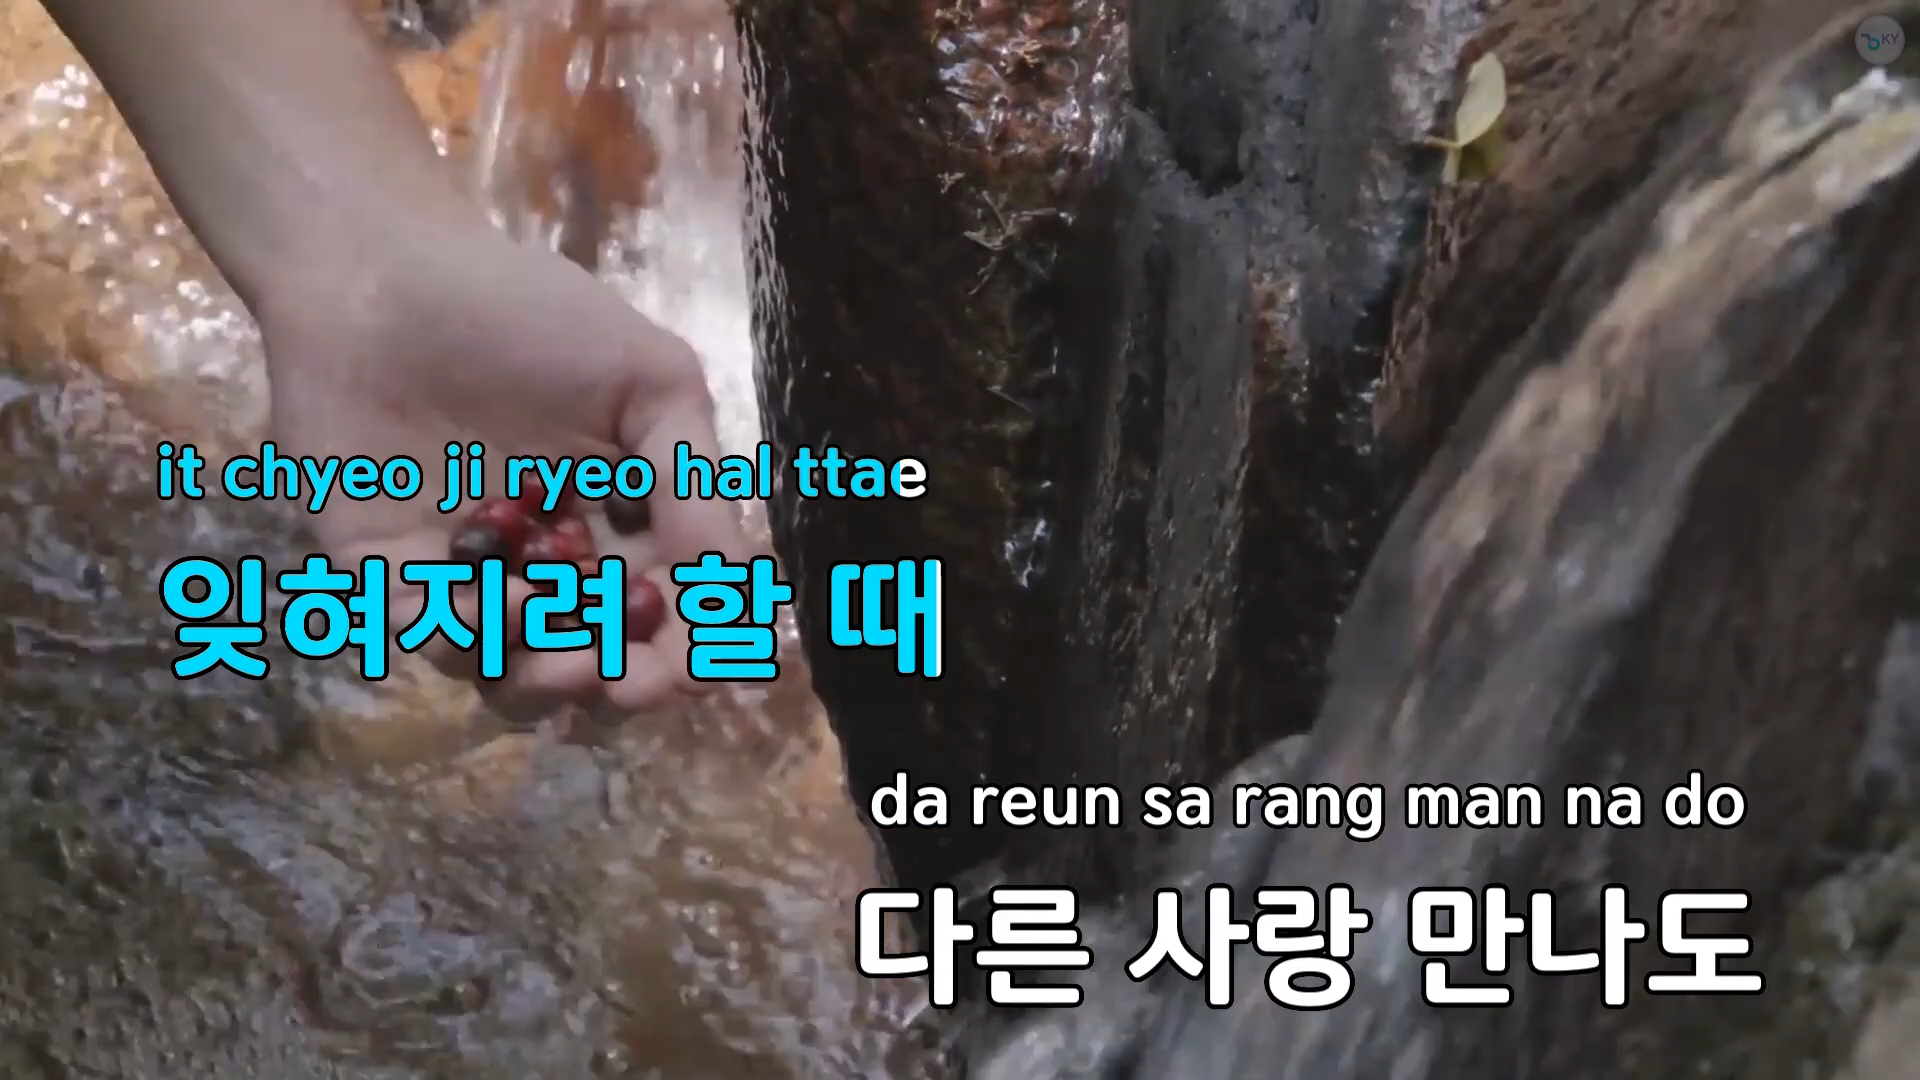 KY
it chyeo ji ryeo hal ttae
잊혀지려 할 때
da reun sa rang man na do
다른 사랑 만나도